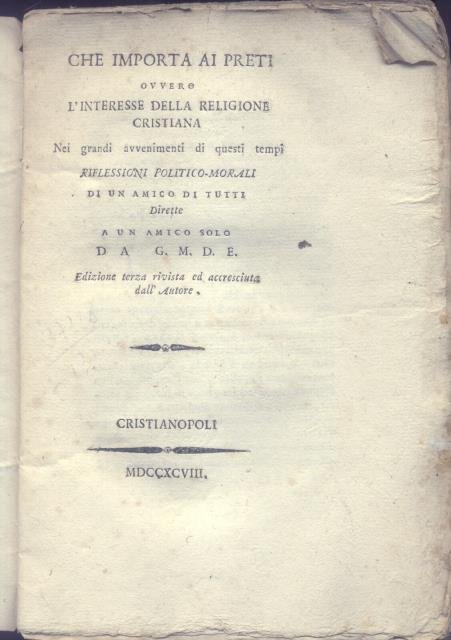 CHE IMPORTA AI PRETI
OVVERO
L'INTERESSE DELLA RELIGIONE
CRISTIANA
Nei grandi avvenimenti di questi tempi
RIFLESSIONI POLITICO-MORALI
DI UN AMICO DI TUTTI
Dirette
A UN AMICO SOLO
DA G. M. D. E.
Edizione terza rivista ed accresciuta
dall' Autore.
CRISTIANOPOLI
MDCCXCVIII.